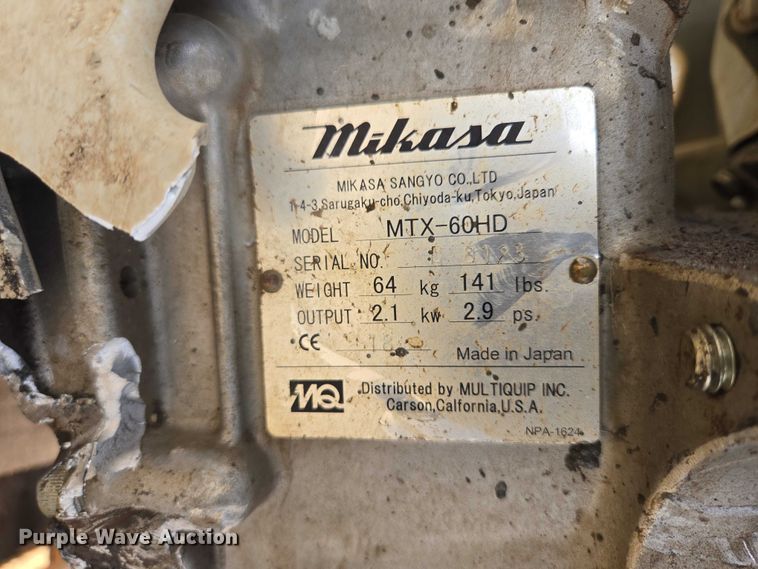 mikasa
MIKASA SANGYO CO.,LTD
1-4-3,Sarugaku-cho,Chiyoda-ku,Tokyo,Japan
MODEL MTX-60HD
SERIAL NO.
WEIGHT 64 kg 141 lbs.
OUTPUT 2.1 kw 2.9 ps.
CE
Made in Japan
MQ Distributed by MULTIQUIP INC.
Carson,Calfornia,U.S.A.
NPA-1624
Purple Wave Auction